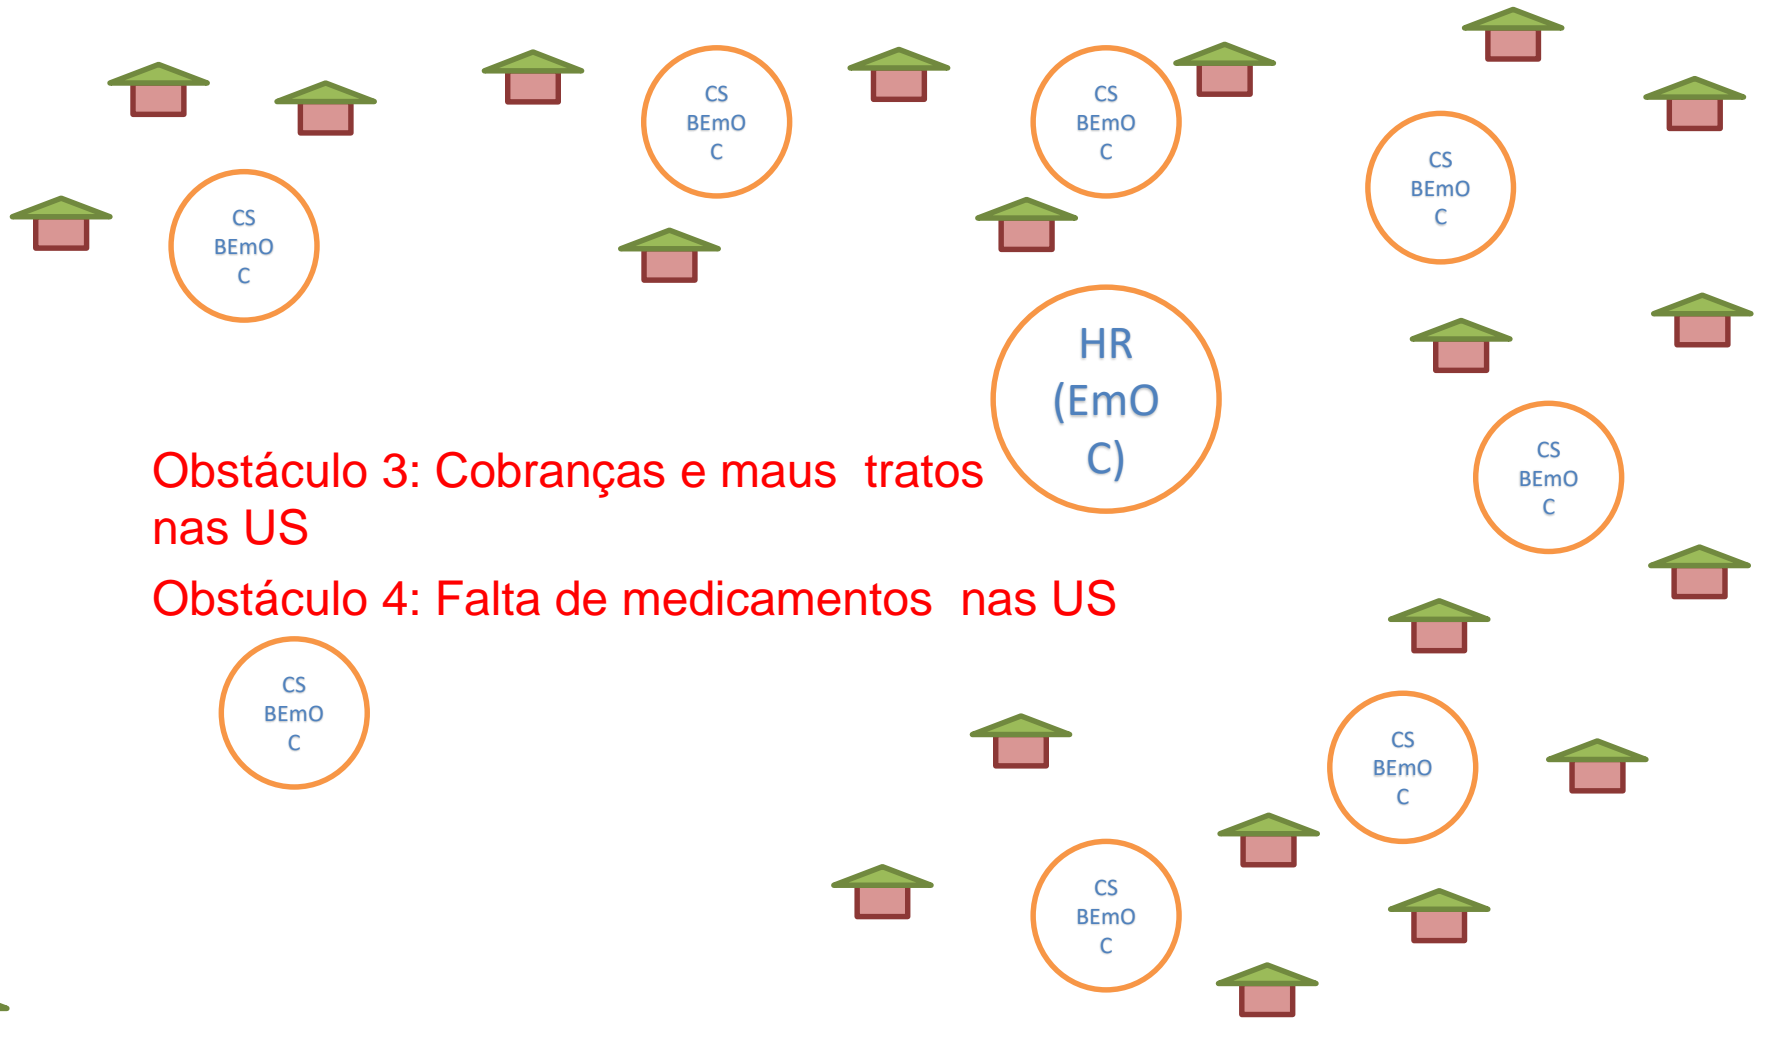 CS
BEmO
C
CS
BEmO
C
CS
BEmO
C
CS
BEmO
C
HR
(EmO
C)
Obstáculo 3: Cobranças e maus  tratos
nas US
CS
BEmO
C
Obstáculo 4: Falta de medicamentos  nas US
CS
BEmO
C
CS
BEmO
C
CS
BEmO
C